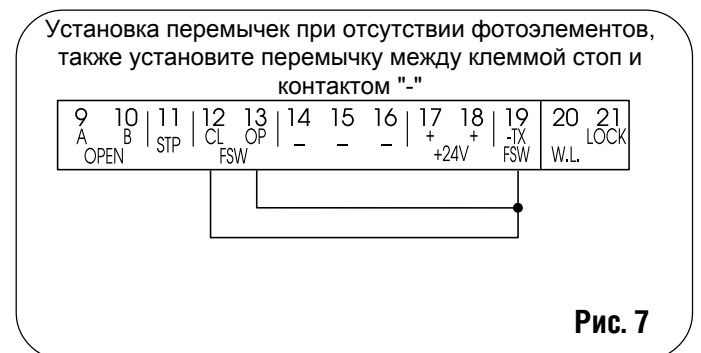 Установка перемычек при отсутствии фотоэлементов,
также установите перемычку между клеммой стоп и
контактом "-"
9 10 11 12 13 14 15 16 17 18 19 20 21
A B STP CL OP – – – + + -TX LOCK
OPEN FSW +24V FSW W.L.
Рис. 7